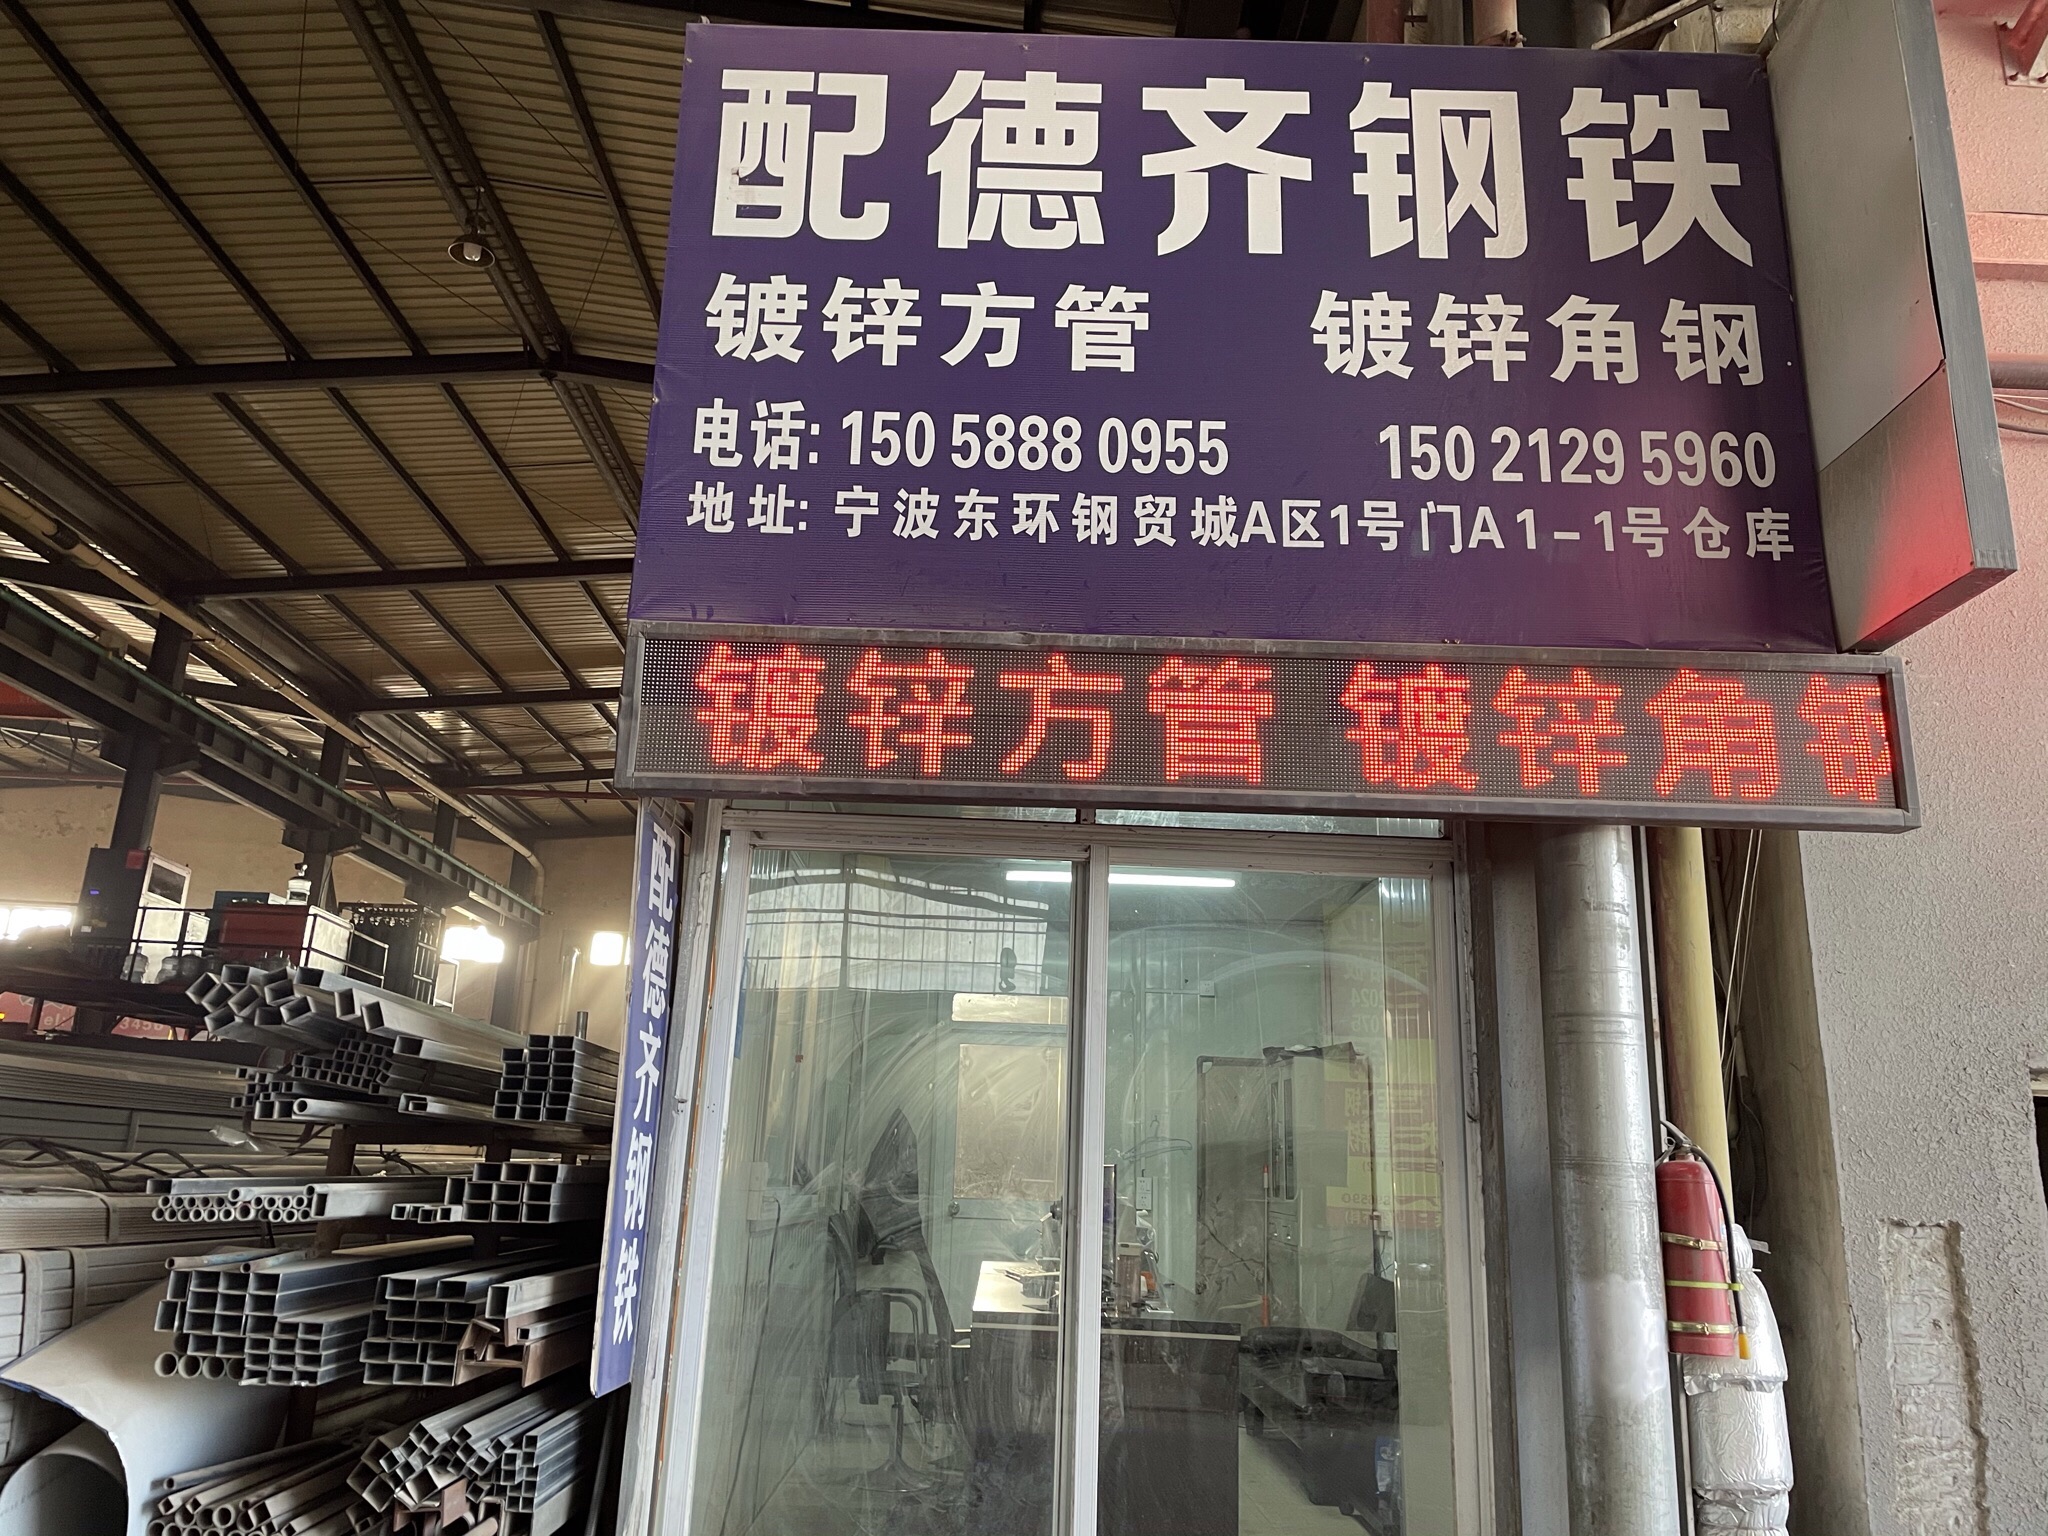 配德齐钢铁
镀锌方管 镀锌角钢
电话: 150 5888 0955 150 2129 5960
地址: 宁波东环钢贸城A区1号门A1-1号仓库
镀锌方管 镀锌角钢
配德齐钢铁